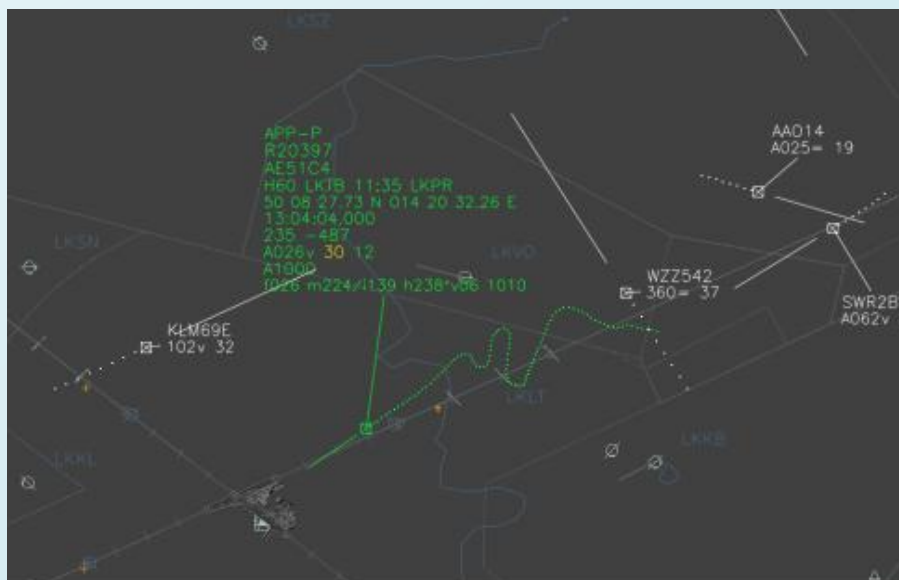 LKSZ
APP-P
R20397
AE51C4
H60 LKTB 11:35 LKPR
50 08 27.73 N 014 20 32.26 E
13:04:04.000
235 -487
A026v 30 12
A1000
f026 m224/i139 h238*v06 1010
AAO14
A025= 19
LKSN
LKVO
WZZ542
360= 37
SWR2B
A062v
KLM69E
102v 32
LKLT
LKKB
LKKL